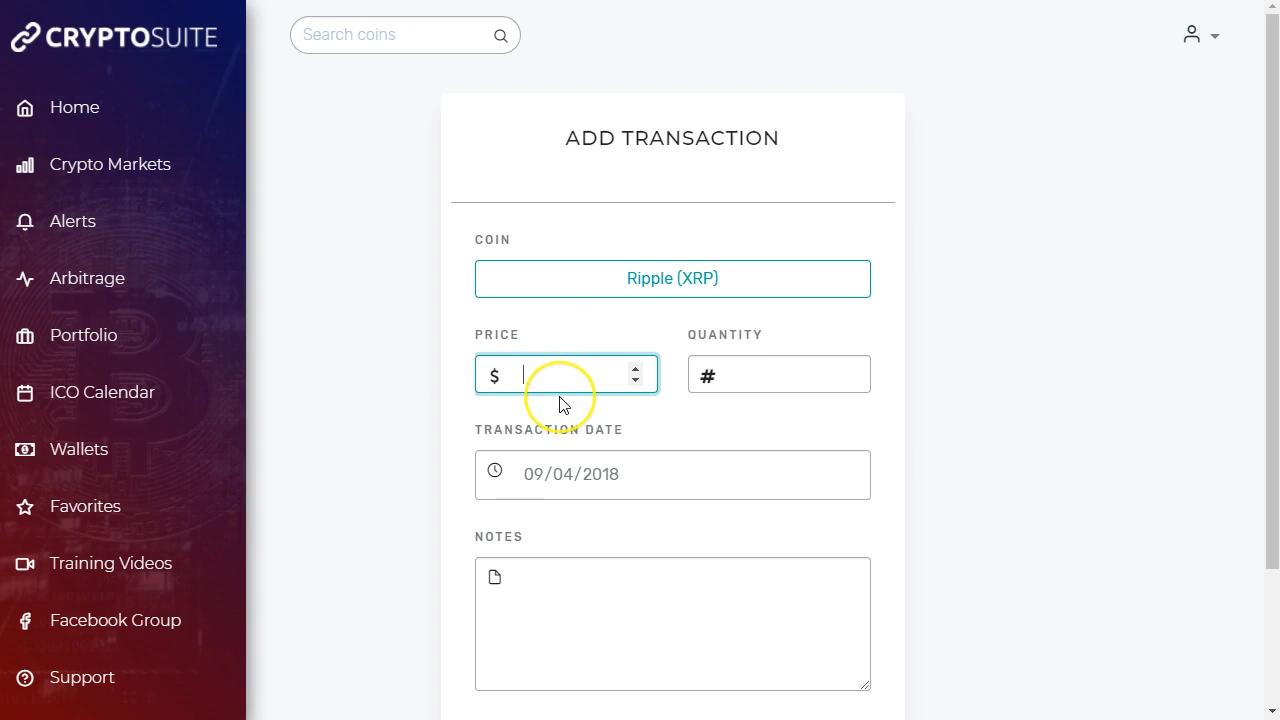 CRYPTOSUITE
Search coins
Home
Crypto Markets
Alerts
Arbitrage
Portfolio
ICO Calendar
Wallets
Favorites
Training Videos
Facebook Group
Support
ADD TRANSACTION
COIN
Ripple (XRP)
PRICE QUANTITY
$ #
TRANSACTION DATE
09/04/2018
NOTES